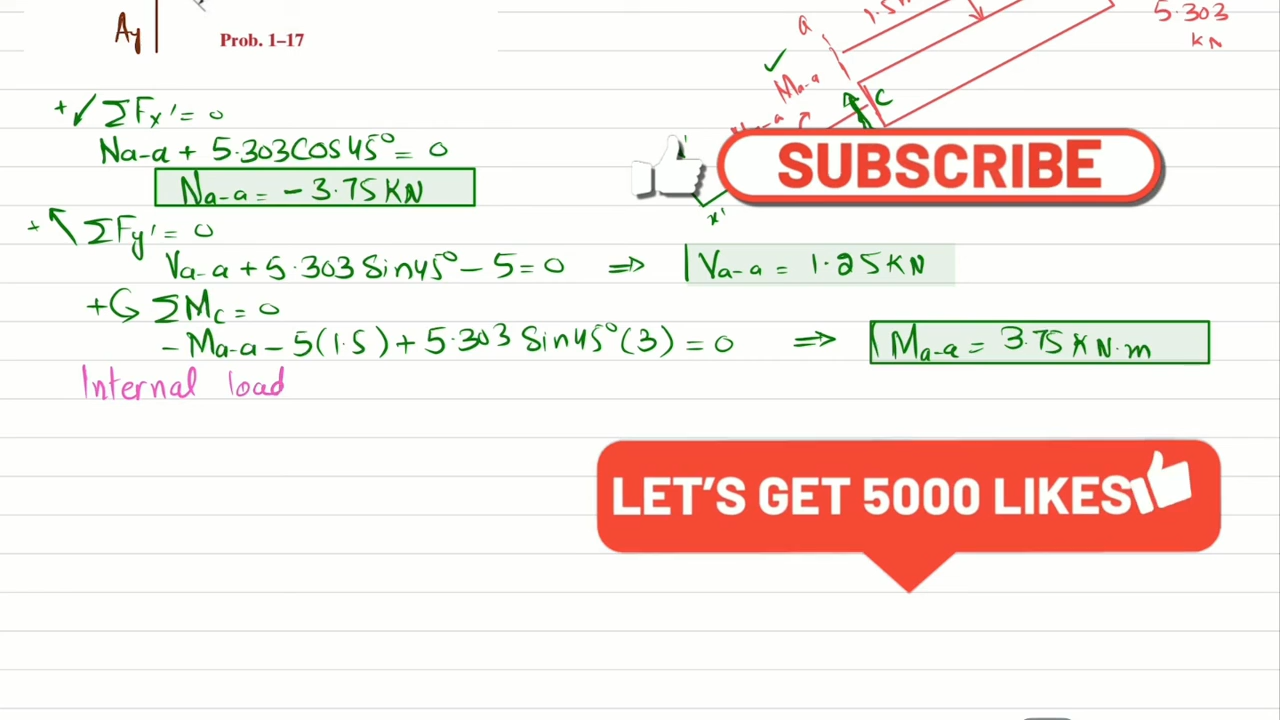 Ay
Prob. 1–17
a
1.5
5.303
KN
Ma-a
C
x'
+ ΣFx' = 0
Na-a + 5.303 COS 45° = 0
Na-a = - 3.75 KN
+ ΣFy' = 0
Va-a + 5.303 Sin 45° - 5 = 0 ⇒ Va-a = 1.25 KN
+ ΣMc = 0
- Ma-a - 5(1.5) + 5.303 Sin 45° (3) = 0 ⇒ Ma-a = 3.75 KN.m
Internal load
SUBSCRIBE
LET'S GET 5000 LIKES